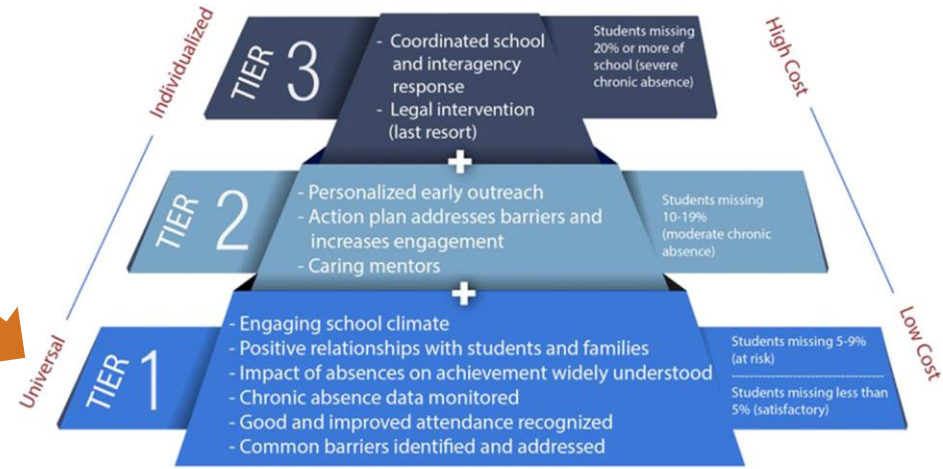 Individualized
High Cost
TIER 3
- Coordinated school
and interagency
response
- Legal intervention
(last resort)
Students missing
20% or more of
school (severe
chronic absence)
+
TIER 2
- Personalized early outreach
- Action plan addresses barriers and
increases engagement
- Caring mentors
Students missing
10-19%
(moderate chronic
absence)
+
Universal
Low Cost
TIER 1
- Engaging school climate
- Positive relationships with students and families
- Impact of absences on achievement widely understood
- Chronic absence data monitored
- Good and improved attendance recognized
- Common barriers identified and addressed
Students missing 5-9%
(at risk)
Students missing less than
5% (satisfactory)